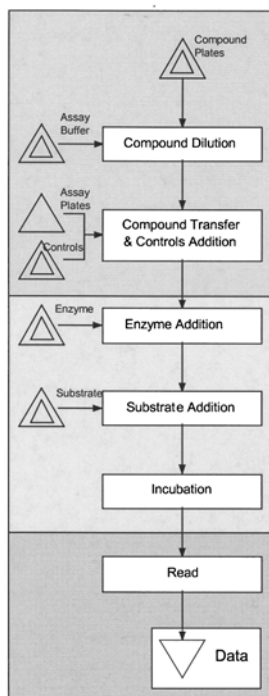 Compound
Plates
Assay
Buffer
Compound Dilution
Assay
Plates
Controls
Compound Transfer
& Controls Addition
Enzyme
Enzyme Addition
Substrate
Substrate Addition
Incubation
Read
Data